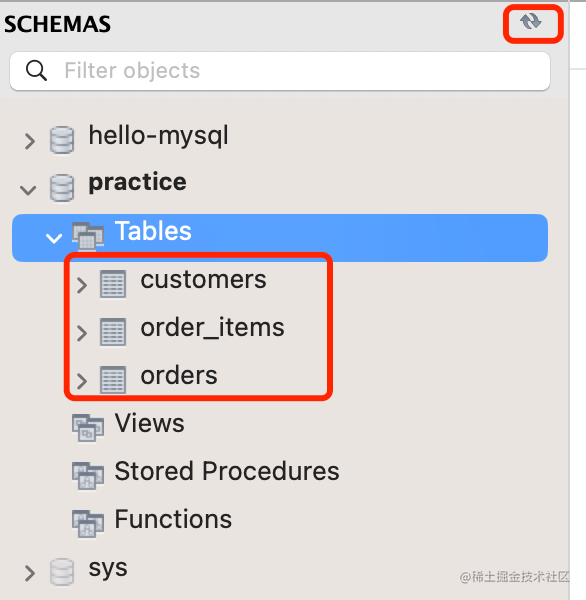 SCHEMAS
Filter objects
hello-mysql
practice
Tables
customers
order_items
orders
Views
Stored Procedures
Functions
sys
@稀土掘金技术社区